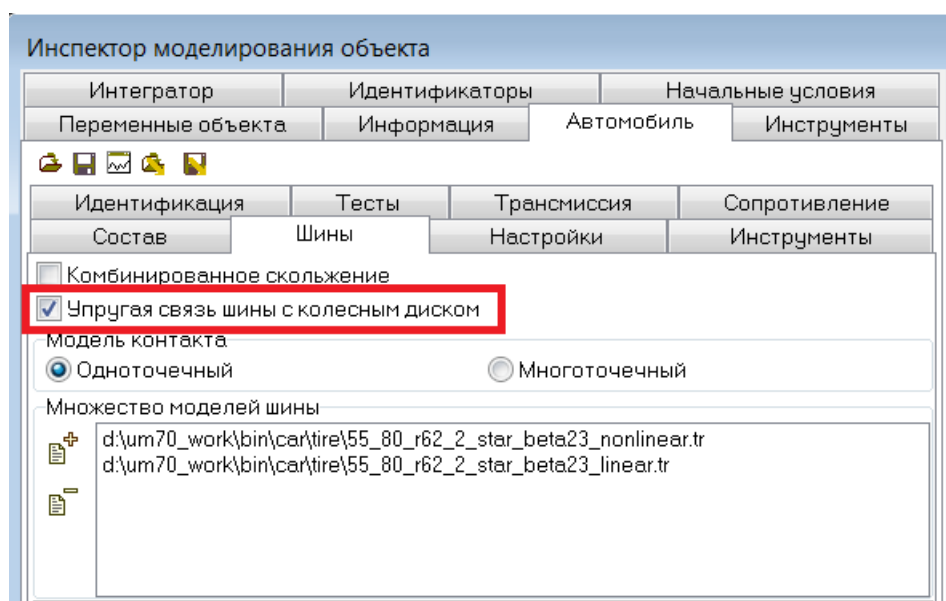 Инспектор моделирования объекта
Интегратор Идентификаторы Начальные условия
Переменные объекта Информация Автомобиль Инструменты
Идентификация Тесты Трансмиссия Сопротивление
Состав Шины Настройки Инструменты
Комбинированное скольжение
Упругая связь шины с колесным диском
Модель контакта
Одноточечный Многоточечный
Множество моделей шины
d:\um70_work\bin\car\tire\55_80_r62_2_star_beta23_nonlinear.tr
d:\um70_work\bin\car\tire\55_80_r62_2_star_beta23_linear.tr